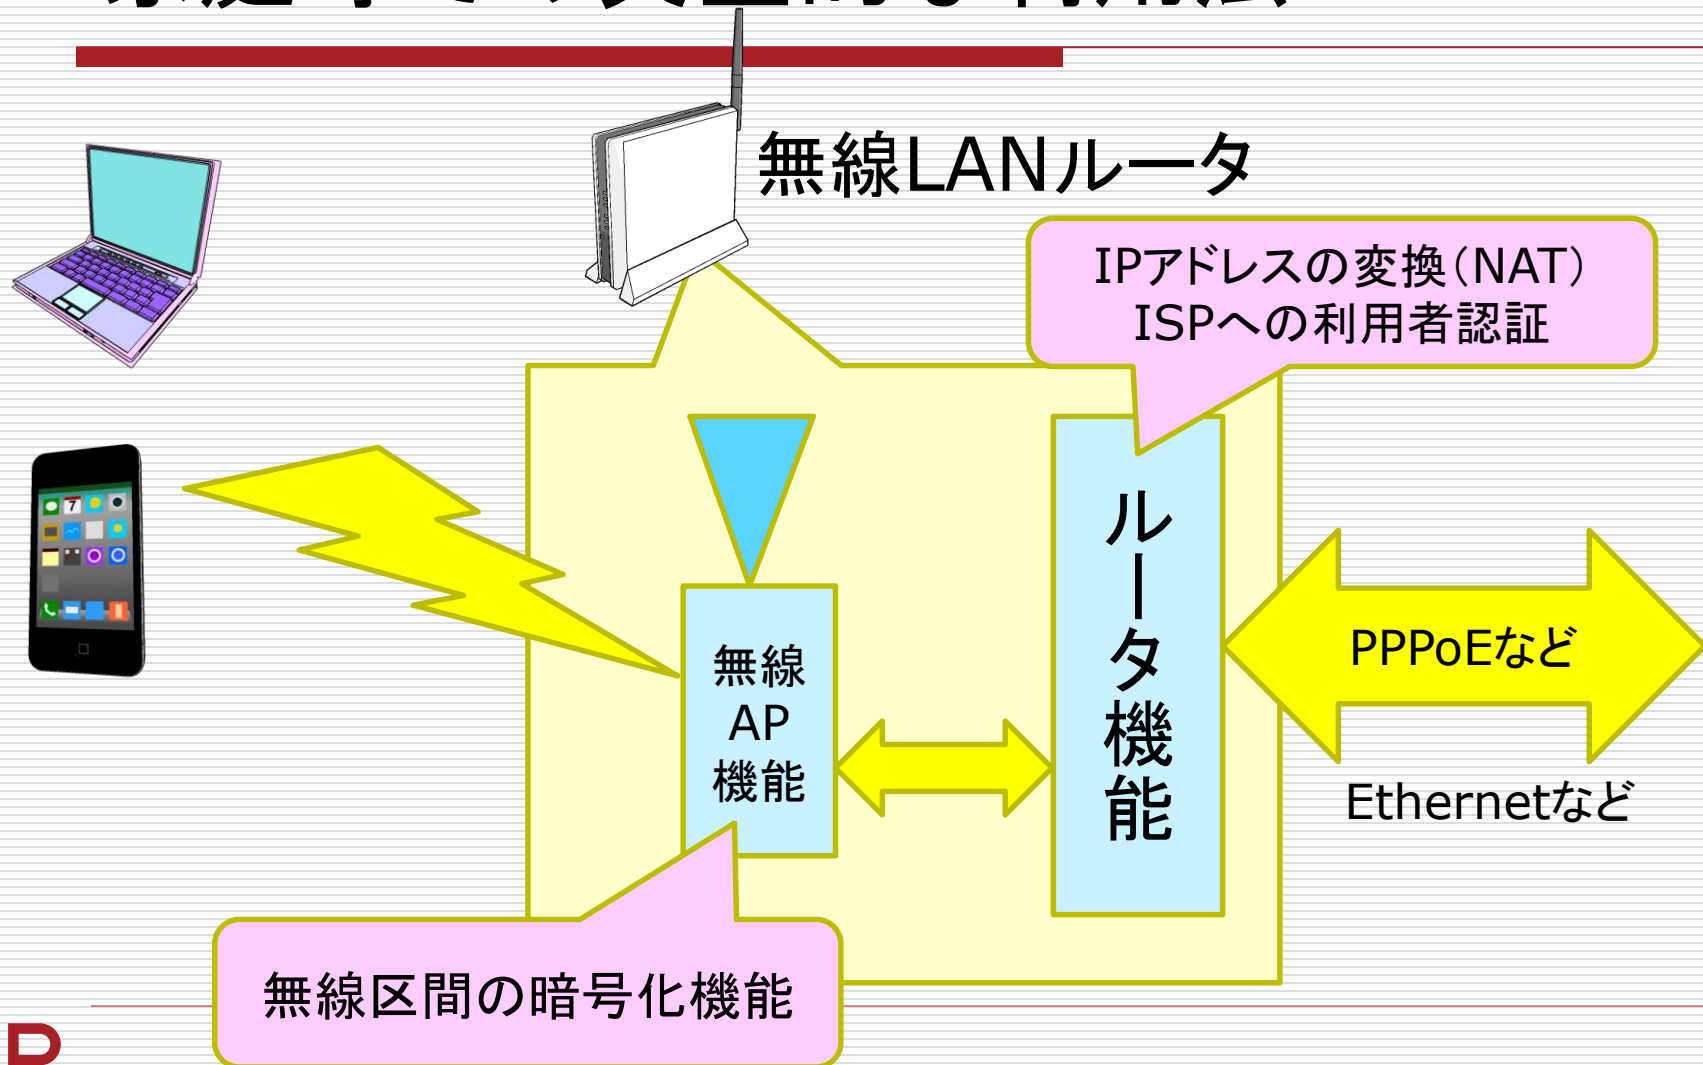 無線LANルータ
IPアドレスの変換（NAT）
ISPへの利用者認証
7
ルータ機能
無線
AP
機能
PPPoEなど
Ethernetなど
無線区間の暗号化機能